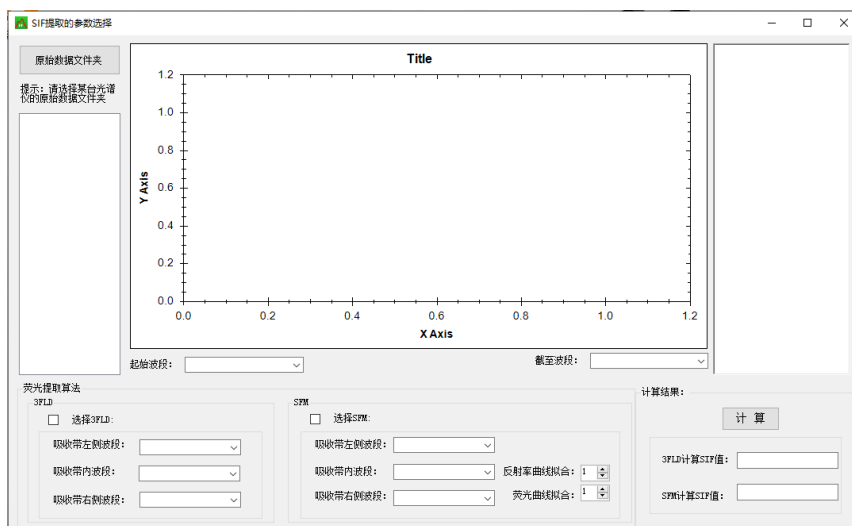 SIF提取的参数选择
原始数据文件夹
提示：请选择某台光谱
仪的原始数据文件夹
Title
1.2
1.0
0.8
0.6
0.4
0.2
0.0
Y Axis
0.0 0.2 0.4 0.6 0.8 1.0 1.2
X Axis
起始波段：
截至波段：
荧光提取算法
3FLD
选择3FLD:
吸收带左侧波段：
吸收带内波段：
吸收带右侧波段：
SFM
选择SFM:
吸收带左侧波段：
吸收带内波段：
吸收带右侧波段：
反射率曲线拟合： 1
荧光曲线拟合： 1
计算结果：
计 算
3FLD计算SIF值：
SFM计算SIF值：